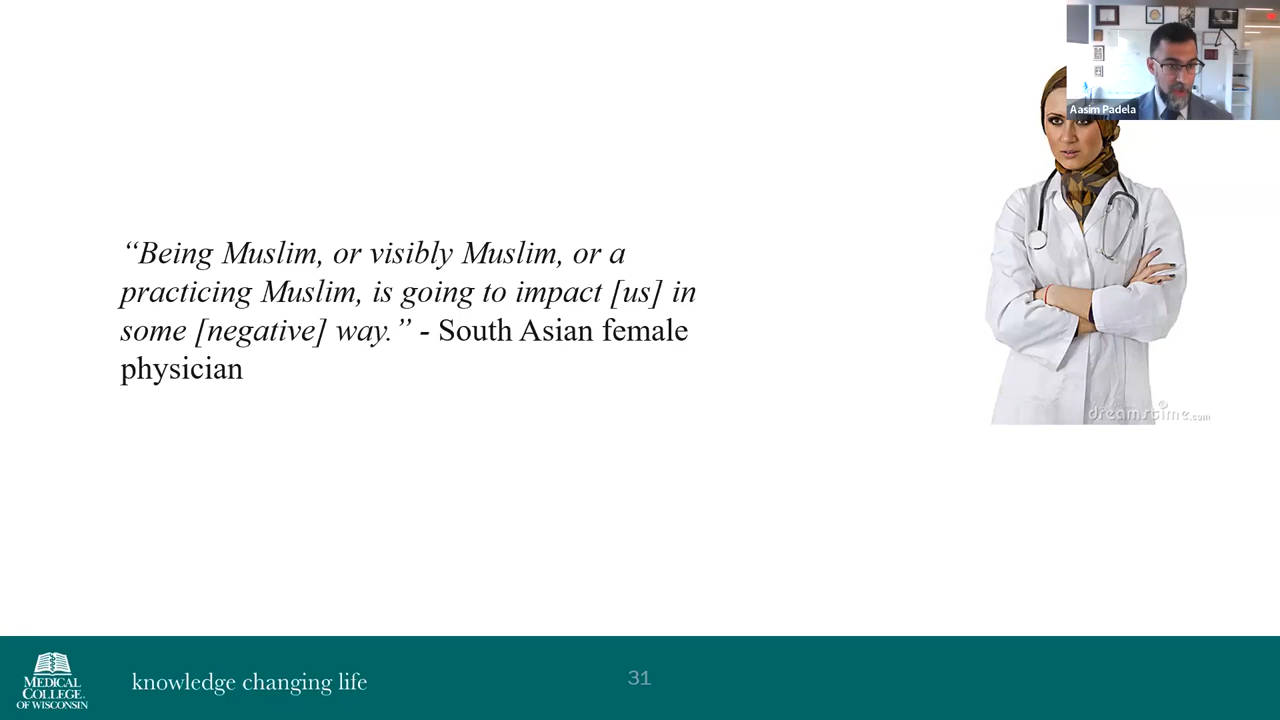 Aasim Padela
“Being Muslim, or visibly Muslim, or a
practicing Muslim, is going to impact [us] in
some [negative] way.” - South Asian female
physician
dreamstime.com
MEDICAL
COLLEGE
OF WISCONSIN
knowledge changing life
31